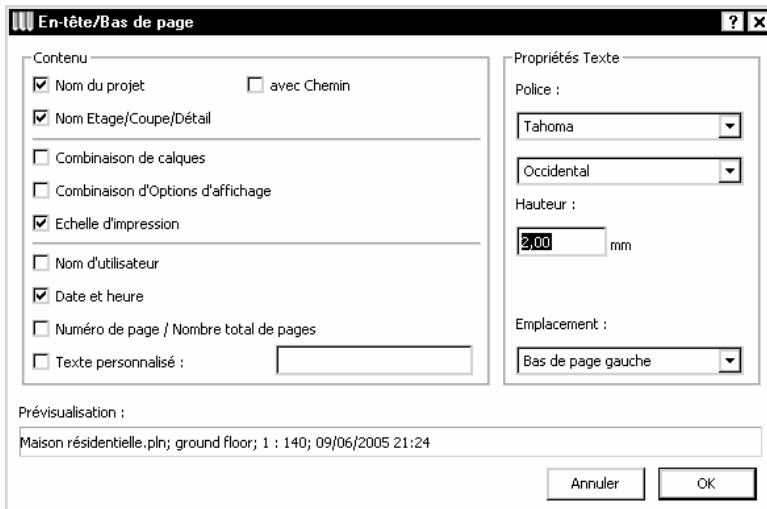 En-tête/Bas de page
Contenu
Nom du projet
avec Chemin
Nom Etage/Coupe/Détail
Combinaison de calques
Combinaison d'Options d'affichage
Echelle d'impression
Nom d'utilisateur
Date et heure
Numéro de page / Nombre total de pages
Texte personnalisé :
Propriétés Texte
Police :
Tahoma
Occidental
Hauteur :
2,00 mm
Emplacement :
Bas de page gauche
Prévisualisation :
Maison résidentielle.pln; ground floor; 1 : 140; 09/06/2005 21:24
Annuler
OK